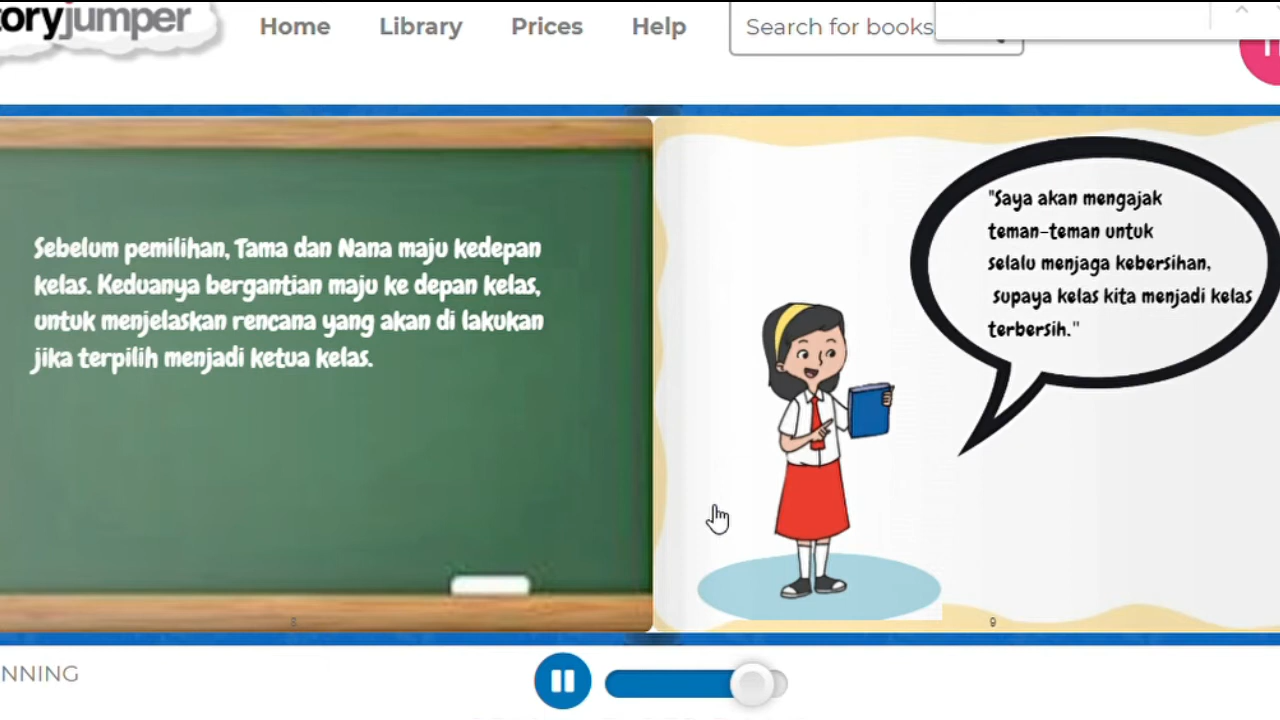 toryjumper
Home
Library
Prices
Help
Search for books
Sebelum pemilihan, Tama dan Nana maju kedepan
kelas. Keduanya bergantian maju ke depan kelas,
untuk menjelaskan rencana yang akan di lakukan
jika terpilih menjadi ketua kelas.
8
"Saya akan mengajak
teman-teman untuk
selalu menjaga kebersihan,
supaya kelas kita menjadi kelas
terbersih."
9
NNING